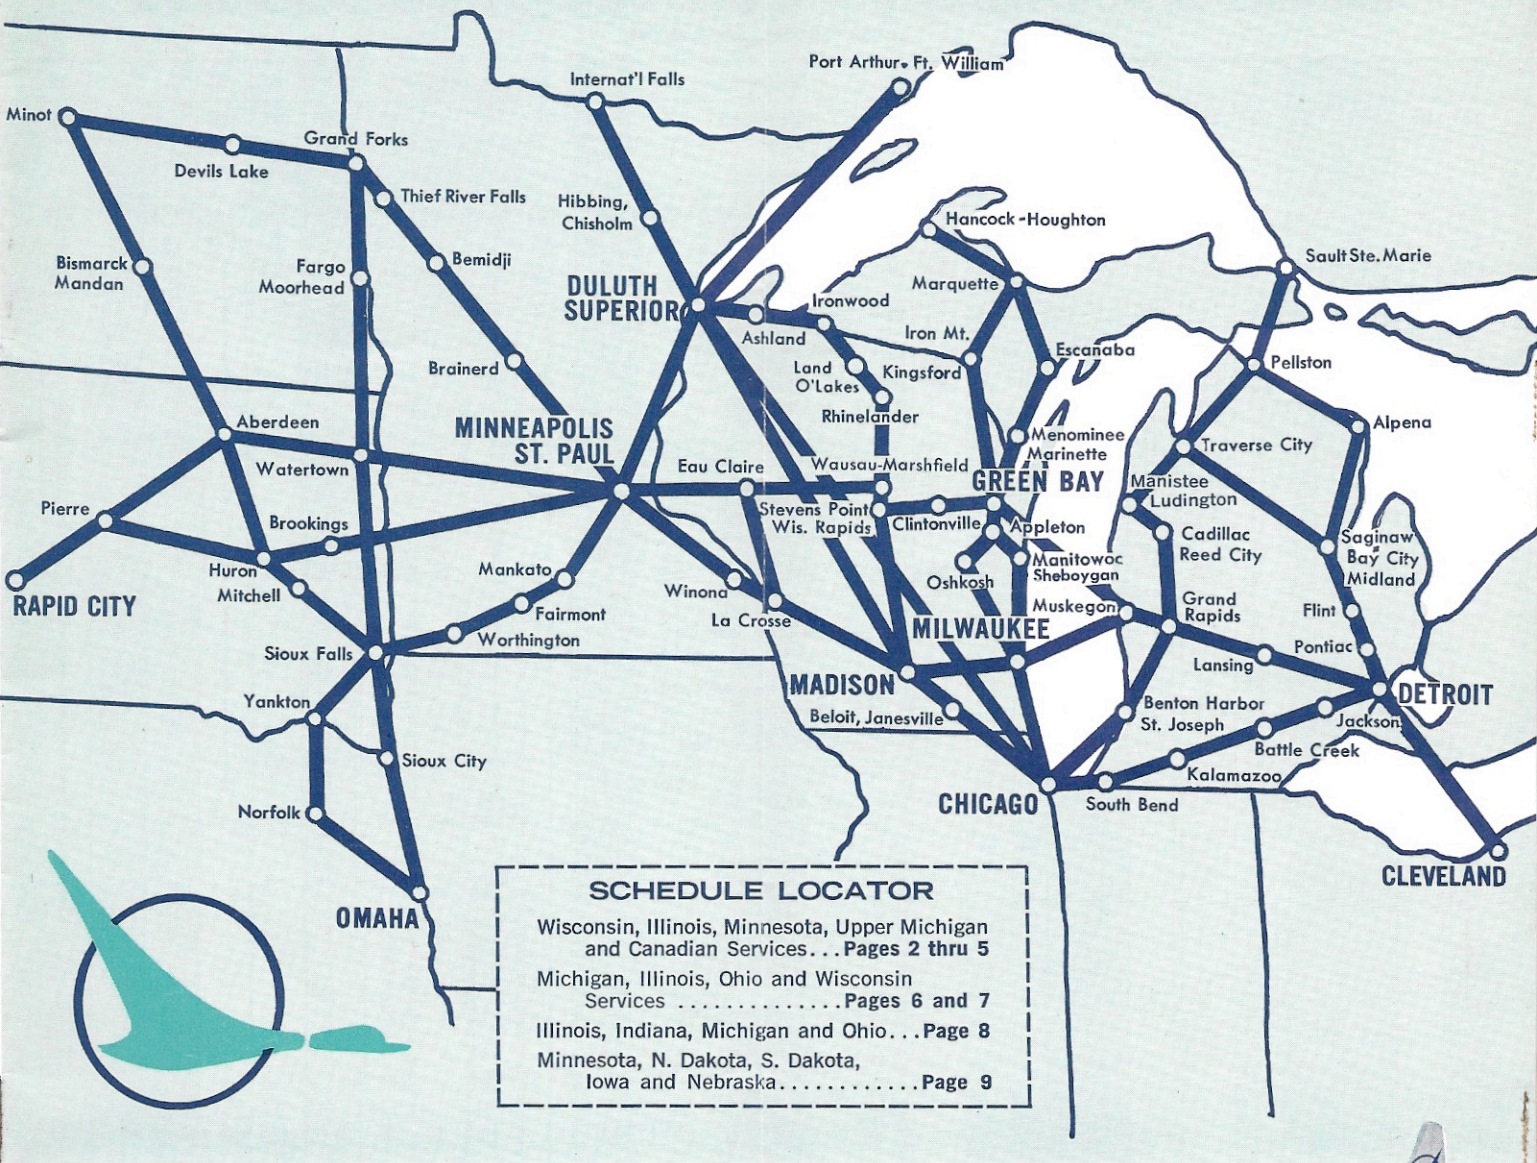 Port Arthur - Ft. William
Internat'l Falls
Minot
Grand Forks
Devils Lake
Thief River Falls
Hibbing,
Chisholm
Hancock-Houghton
Bismarck
Mandan
Fargo
Moorhead
Bemidji
Sault Ste. Marie
DULUTH
SUPERIOR
Marquette
Ironwood
Ashland
Iron Mt.
Kingsford
Escanaba
Brainerd
Land
O'Lakes
Pellston
Rhinelander
Aberdeen
MINNEAPOLIS
ST. PAUL
Menominee
Marinette
Alpena
Traverse City
Watertown
Eau Claire
Wausau-Marshfield
GREEN BAY
Manistee
Ludington
Pierre
Brookings
Stevens Point
Wis. Rapids
Clintonville
Appleton
Cadillac
Reed City
Saginaw
Bay City
Midland
Huron
Mitchell
Mankato
Oshkosh
Manitowoc
Sheboygan
RAPID CITY
Winona
Fairmont
La Crosse
Muskegon
Grand
Rapids
Flint
Worthington
MILWAUKEE
Sioux Falls
Lansing
Pontiac
MADISON
DETROIT
Yankton
Beloit, Janesville
Benton Harbor
St. Joseph
Jackson
Battle Creek
Sioux City
Kalamazoo
Norfolk
CHICAGO
South Bend
CLEVELAND
OMAHA
SCHEDULE LOCATOR
Wisconsin, Illinois, Minnesota, Upper Michigan
and Canadian Services...Pages 2 thru 5
Michigan, Illinois, Ohio and Wisconsin
Services ..............Pages 6 and 7
Illinois, Indiana, Michigan and Ohio...Page 8
Minnesota, N. Dakota, S. Dakota,
Iowa and Nebraska............Page 9